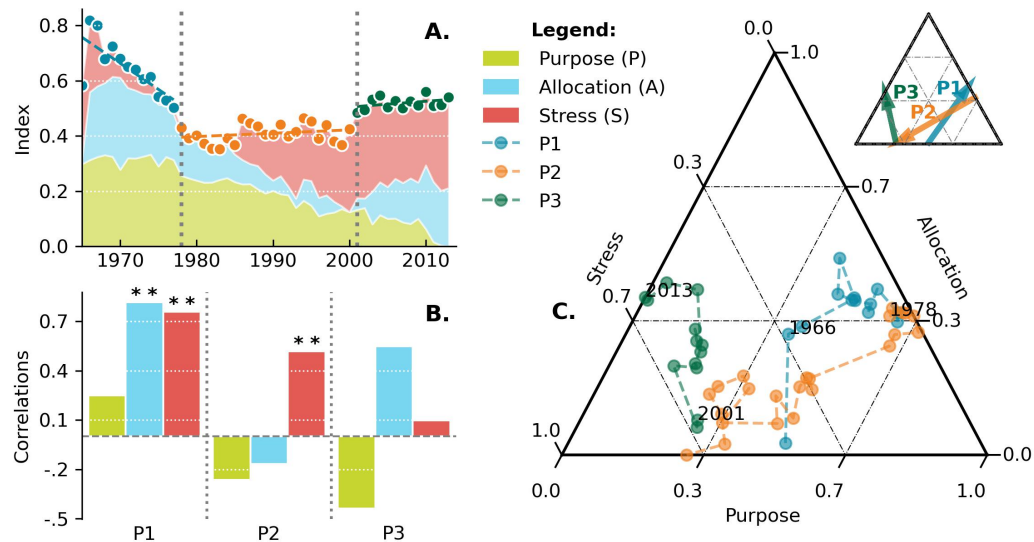 A.
Index
0.8
0.6
0.4
0.2
0.0
1970
1980
1990
2000
2010
Legend:
Purpose (P)
Allocation (A)
Stress (S)
P1
P2
P3
B.
Correlations
0.7
0.4
0.1
-.2
-.5
* *
* *
* *
P1
P2
P3
C.
0.0
1.0
0.3
0.7
0.7
0.3
1.0
0.0
0.0
0.3
0.7
1.0
Stress
Allocation
Purpose
2013
1966
1978
2001
P3
P1
P2